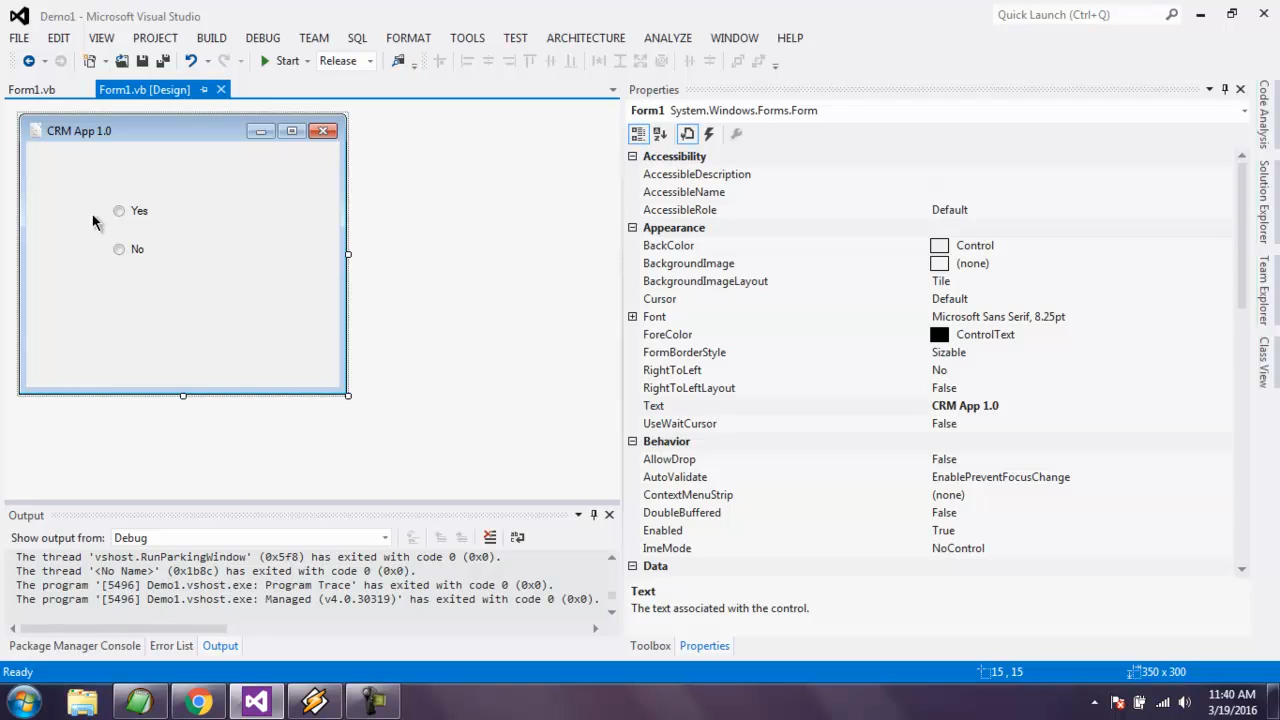 Demo1 - Microsoft Visual Studio
Quick Launch (Ctrl+Q)
FILE EDIT VIEW PROJECT BUILD DEBUG TEAM SQL FORMAT TOOLS TEST ARCHITECTURE ANALYZE WINDOW HELP
Start Release
Form1.vb Form1.vb [Design]
CRM App 1.0
Yes
No
Properties
Form1 System.Windows.Forms.Form
Accessibility
AccessibleDescription
AccessibleName
AccessibleRole Default
Appearance
BackColor Control
BackgroundImage (none)
BackgroundImageLayout Tile
Cursor Default
Font Microsoft Sans Serif, 8.25pt
ForeColor ControlText
FormBorderStyle Sizable
RightToLeft No
RightToLeftLayout False
Text CRM App 1.0
UseWaitCursor False
Behavior
AllowDrop False
AutoValidate EnablePreventFocusChange
ContextMenuStrip (none)
DoubleBuffered False
Enabled True
ImeMode NoControl
Data
Text
The text associated with the control.
Toolbox Properties
Code Analysis
Solution Explorer
Team Explorer
Class View
Output
Show output from: Debug
The thread 'vshost.RunParkingWindow' (0x5f8) has exited with code 0 (0x0).
The thread '<No Name>' (0x1b8c) has exited with code 0 (0x0).
The program '[5496] Demo1.vshost.exe: Program Trace' has exited with code 0 (0x0).
The program '[5496] Demo1.vshost.exe: Managed (v4.0.30319)' has exited with code 0 (0x0).
Package Manager Console Error List Output
Ready
15 , 15
350 x 300
11:40 AM
3/19/2016